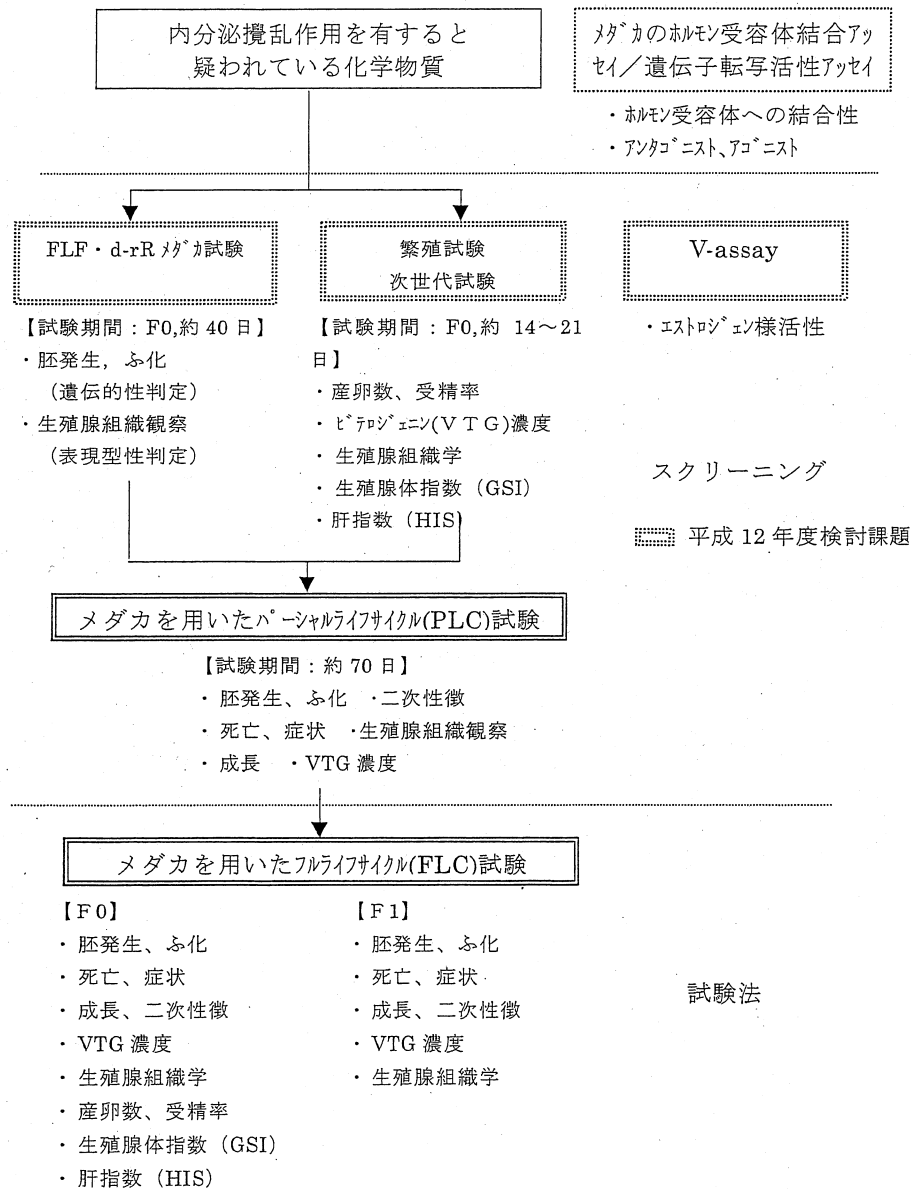 内分泌攪乱作用を有すると
疑われている化学物質
メダカのホルモン受容体結合アッ
セイ／遺伝子転写活性アッセイ
・ホルモン受容体への結合性
・アンタゴニスト、アゴニスト
FLF・d-rR メダカ試験
繁殖試験
次世代試験
V-assay
【試験期間：F0,約 40 日】
・胚発生，ふ化
（遺伝的性判定）
・生殖腺組織観察
（表現型性判定）
【試験期間：F0,約 14～21
日】
・産卵数、受精率
・ビテロジェニン(ＶＴＧ)濃度
・生殖腺組織学
・生殖腺体指数（GSI）
・肝指数（HIS）
・エストロジェン様活性
スクリーニング
平成 12 年度検討課題
メダカを用いたパーシャルライフサイクル(PLC)試験
【試験期間：約 70 日】
・胚発生、ふ化 ・二次性徴
・死亡、症状 ・生殖腺組織観察
・成長 ・VTG 濃度
メダカを用いたフルライフサイクル(FLC)試験
【Ｆ0】
・胚発生、ふ化
・死亡、症状
・成長、二次性徴
・VTG 濃度
・生殖腺組織学
・産卵数、受精率
・生殖腺体指数（GSI）
・肝指数（HIS）
【Ｆ1】
・胚発生、ふ化
・死亡、症状
・成長、二次性徴
・VTG 濃度
・生殖腺組織学
試験法